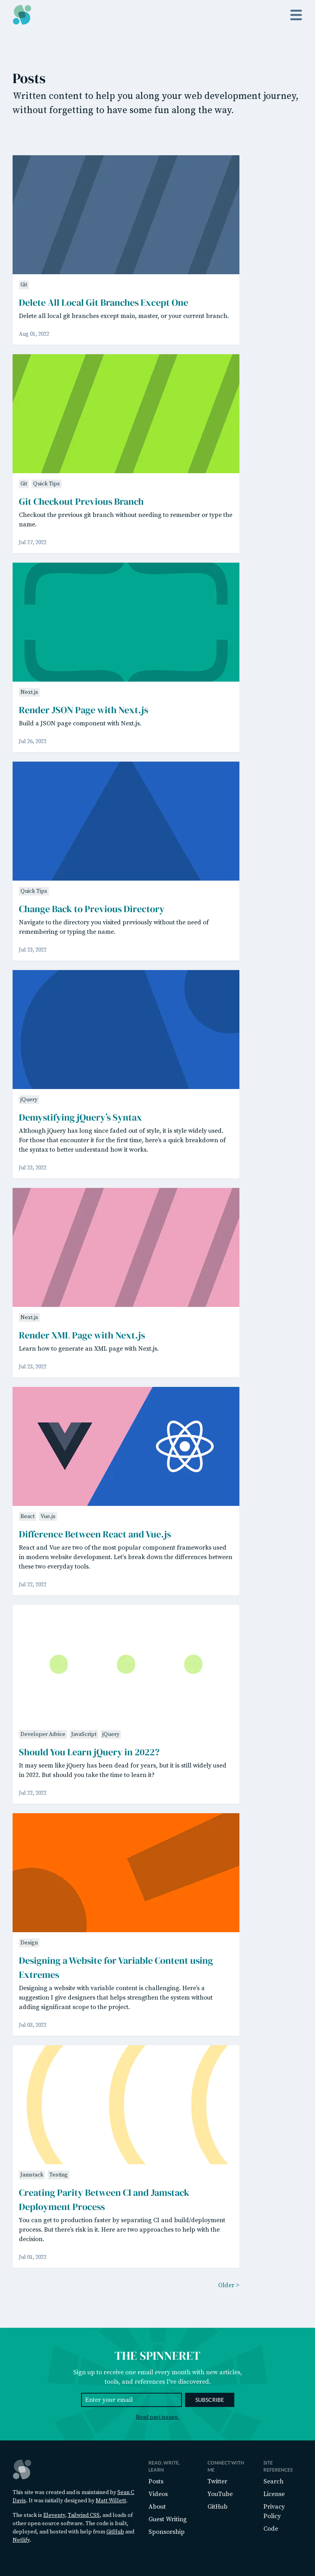 Posts
Written content to help you along your web development journey,
without forgetting to have some fun along the way.
Git
Delete All Local Git Branches Except One
Delete all local git branches except main, master, or your current branch.
Aug 01, 2022
Git Quick Tips
Git Checkout Previous Branch
Checkout the previous git branch without needing to remember or type the
name.
Jul 27, 2022
Next.js
Render JSON Page with Next.js
Build a JSON page component with Next.js.
Jul 26, 2022
Quick Tips
Change Back to Previous Directory
Navigate to the directory you visited previously without the need of
remembering or typing the name.
Jul 23, 2022
jQuery
Demystifying jQuery's Syntax
Although jQuery has long since faded out of style, it is style widely used.
For those that encounter it for the first time, here's a quick breakdown of
the syntax to better understand how it works.
Jul 23, 2022
Next.js
Render XML Page with Next.js
Learn how to generate an XML page with Next.js.
Jul 23, 2022
React Vue.js
Difference Between React and Vue.js
React and Vue are two of the most popular component frameworks used
in modern website development. Let's break down the differences between
these two everyday tools.
Jul 22, 2022
Developer Advice JavaScript jQuery
Should You Learn jQuery in 2022?
It may seem like jQuery has been dead for years, but it is still widely used
in 2022. But should you take the time to learn it?
Jul 22, 2022
Design
Designing a Website for Variable Content using
Extremes
Designing a website with variable content is challenging. Here's a
suggestion I give designers that helps strengthen the system without
adding significant scope to the project.
Jul 03, 2022
Jamstack Testing
Creating Parity Between CI and Jamstack
Deployment Process
You can get to production faster by separating CI and build/deployment
process. But there's risk in it. Here are two approaches to help with the
decision.
Jul 01, 2022
Older >
THE SPINNERET
Sign up to receive one email every month with new articles,
tools, and references I've discovered.
Enter your email
SUBSCRIBE
Read past issues.
This site was created and is maintained by Sean C
Davis. It was initially designed by Matt Willett.
The stack is Eleventy, Tailwind CSS, and loads of
other open-source software. The code is built,
deployed, and hosted with help from GitHub and
Netlify.
READ, WRITE,
LEARN
Posts
Videos
About
Guest Writing
Sponsorship
CONNECT WITH
ME
Twitter
YouTube
GitHub
SITE
REFERENCES
Search
License
Privacy
Policy
Code